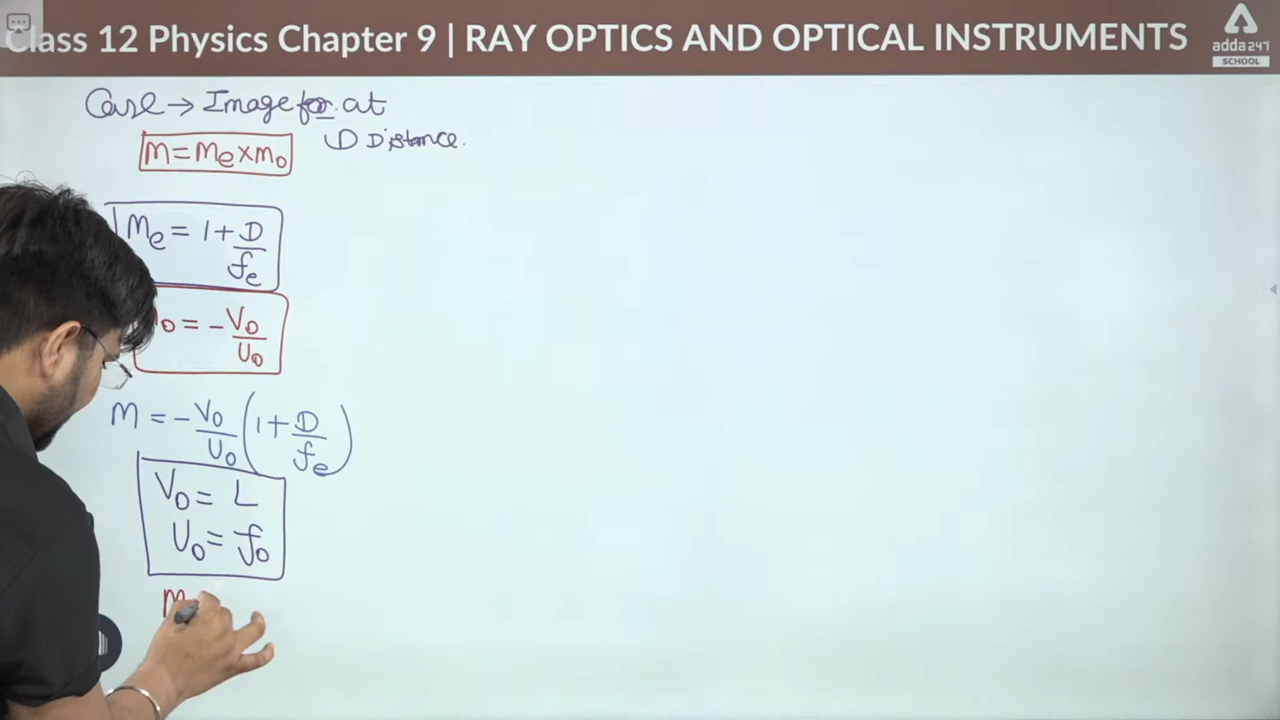 Class 12 Physics Chapter 9 | RAY OPTICS AND OPTICAL INSTRUMENTS
adda247
SCHOOL
Case → Image for at
D Distance.
m = me x mo
me = 1 + D/fe
o = - vo/uo
m = - vo/uo (1 + D/fe)
vo = L
uo = fo
m